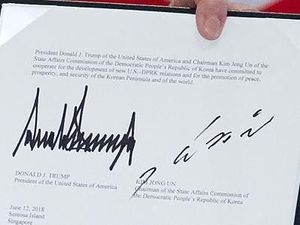 President Donald J. Trump of the United States of America and Chairman Kim Jong Un of the
State Affairs Commission of the Democratic People's Republic of Korea have committed to
cooperate for the development of new U.S.-DPRK relations and for the promotion of peace,
prosperity, and security of the Korean Peninsula and of the world.
DONALD J. TRUMP
President of the United States of America
KIM JONG UN
Chairman of the State Affairs Commission of
the Democratic People's Republic of Korea
June 12, 2018
Sentosa Island
Singapore